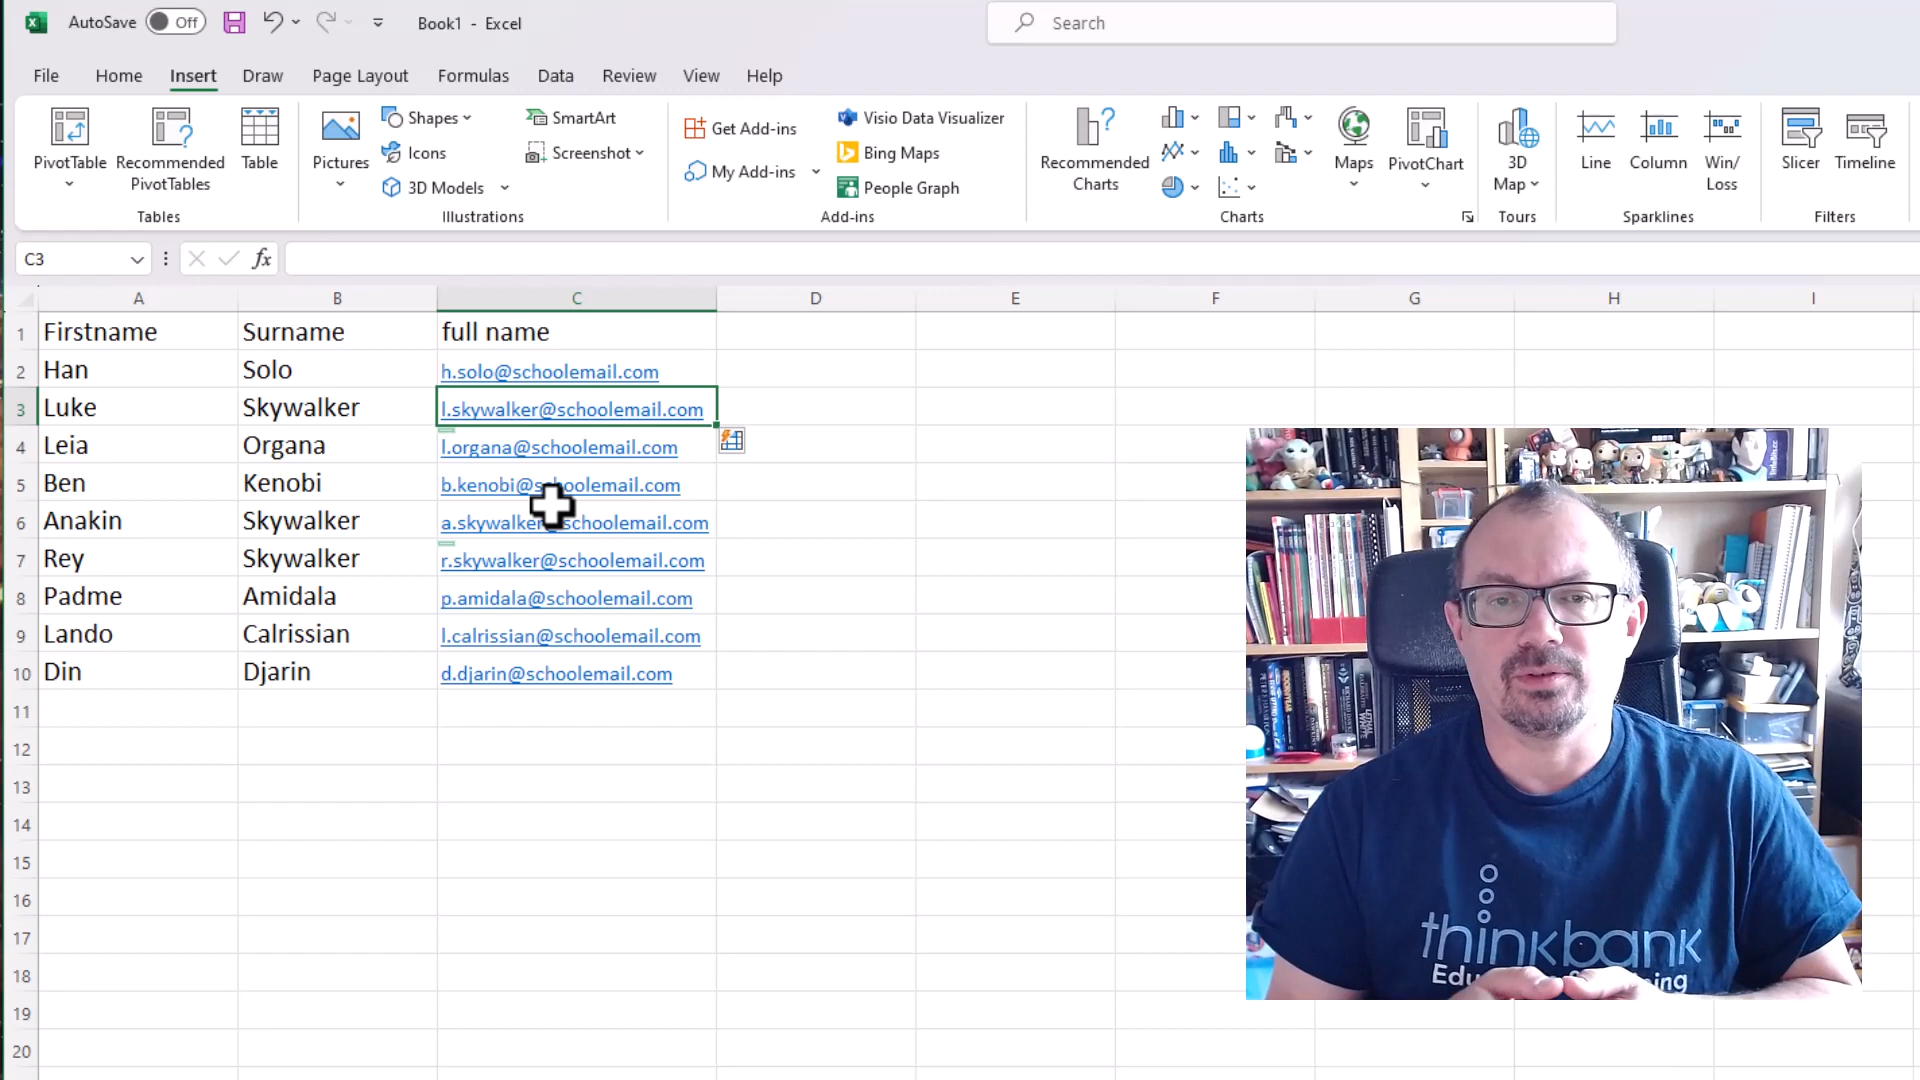 AutoSave Off Book1 - Excel Search
File Home Insert Draw Page Layout Formulas Data Review View Help
PivotTable
Recommended PivotTables
Table
Tables
Pictures
Shapes
Icons
3D Models
SmartArt
Screenshot
Illustrations
Get Add-ins
My Add-ins
Visio Data Visualizer
Bing Maps
People Graph
Add-ins
Recommended Charts
Maps
PivotChart
Charts
3D Map
Tours
Line
Column
Win/ Loss
Sparklines
Slicer
Timeline
Filters
C3 fx
A B C D E F G H I
1 Firstname Surname full name
2 Han Solo h.solo@schoolemail.com
3 Luke Skywalker l.skywalker@schoolemail.com
4 Leia Organa l.organa@schoolemail.com
5 Ben Kenobi b.kenobi@schoolemail.com
6 Anakin Skywalker a.skywalker@schoolemail.com
7 Rey Skywalker r.skywalker@schoolemail.com
8 Padme Amidala p.amidala@schoolemail.com
9 Lando Calrissian l.calrissian@schoolemail.com
10 Din Djarin d.djarin@schoolemail.com
11
12
13
14
15
16
17
18
19
20
thinkbank